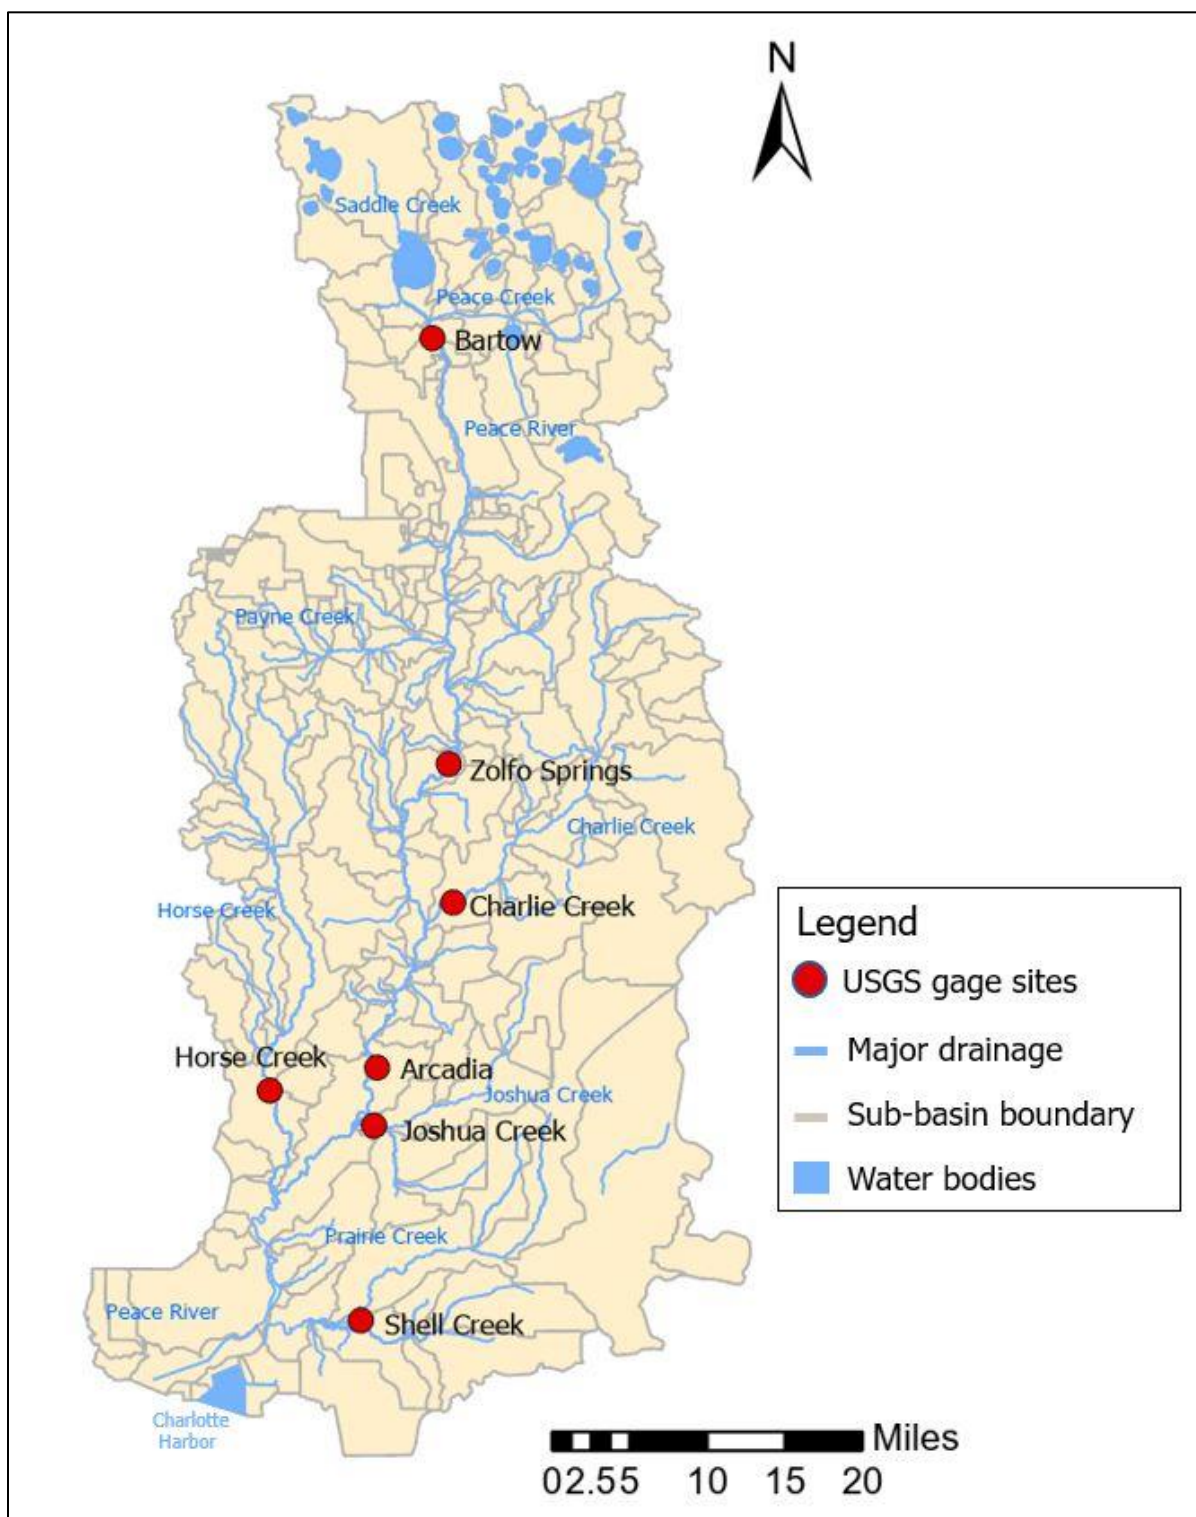 N
Saddle Creek
Peace Creek
Bartow
Peace River
Payne Creek
Zolfo Springs
Charlie Creek
Charlie Creek
Horse Creek
Horse Creek
Arcadia
Joshua Creek
Joshua Creek
Prairie Creek
Peace River
Shell Creek
Charlotte
Harbor
Legend
USGS gage sites
Major drainage
Sub-basin boundary
Water bodies
Miles
02.55 10 15 20